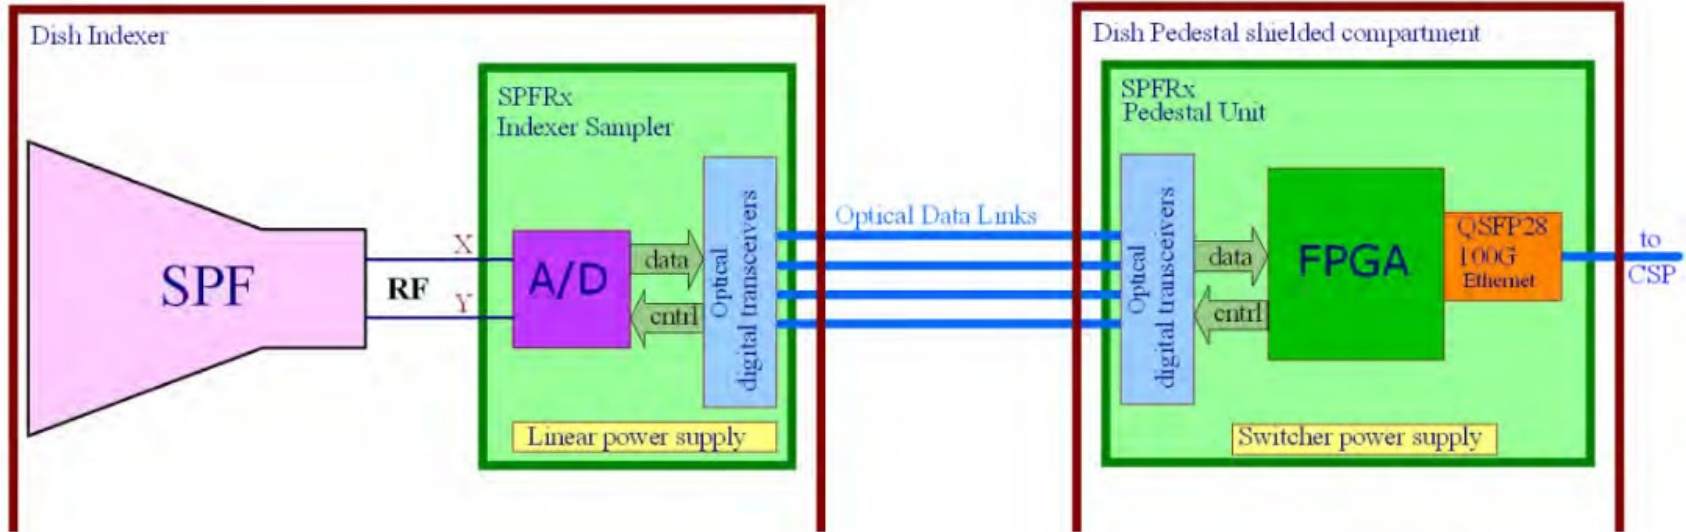 Dish Indexer
SPF
RF
X
Y
SPFRx
Indexer Sampler
A/D
data
cntrl
Optical
digital transceivers
Linear power supply
Optical Data Links
Dish Pedestal shielded compartment
SPFRx
Pedestal Unit
Optical
digital transceivers
data
cntrl
FPGA
QSFP28
100G
Ethernet
Switcher power supply
to
CSP